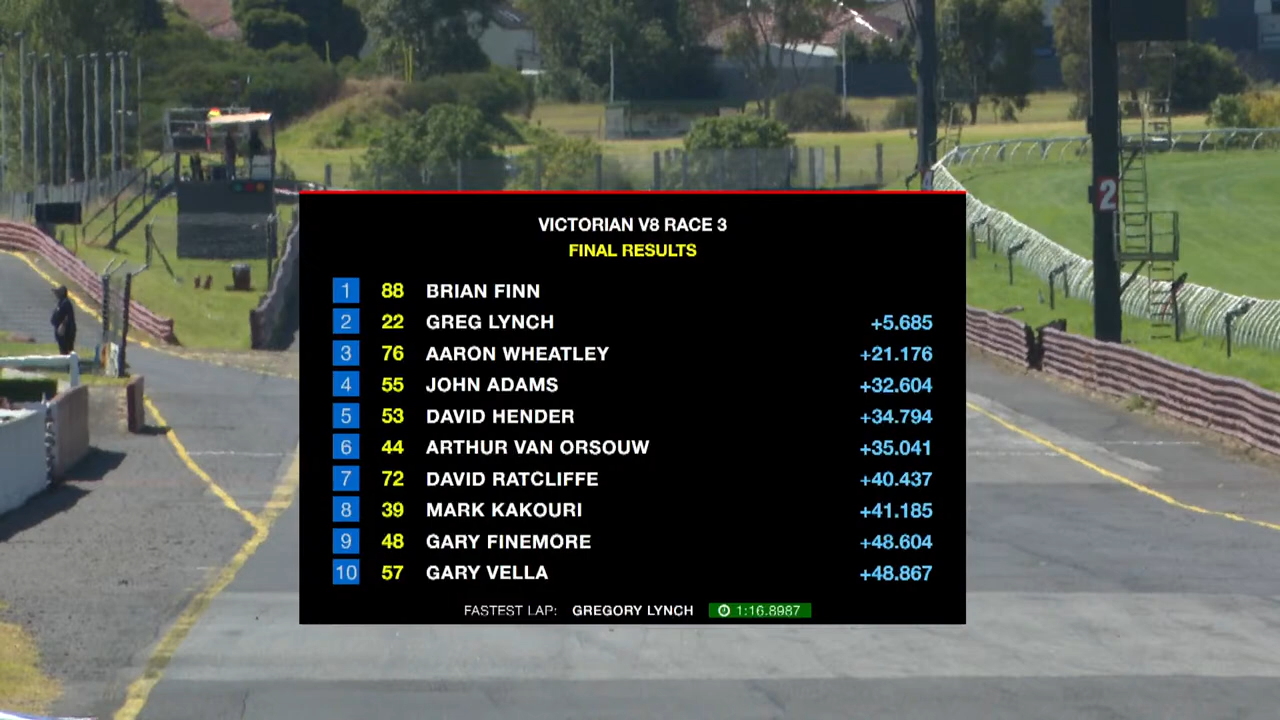 VICTORIAN V8 RACE 3
FINAL RESULTS
1 88 BRIAN FINN
2 22 GREG LYNCH +5.685
3 76 AARON WHEATLEY +21.176
4 55 JOHN ADAMS +32.604
5 53 DAVID HENDER +34.794
6 44 ARTHUR VAN ORSOUW +35.041
7 72 DAVID RATCLIFFE +40.437
8 39 MARK KAKOURI +41.185
9 48 GARY FINEMORE +48.604
10 57 GARY VELLA +48.867
FASTEST LAP: GREGORY LYNCH 1:16.8987
2